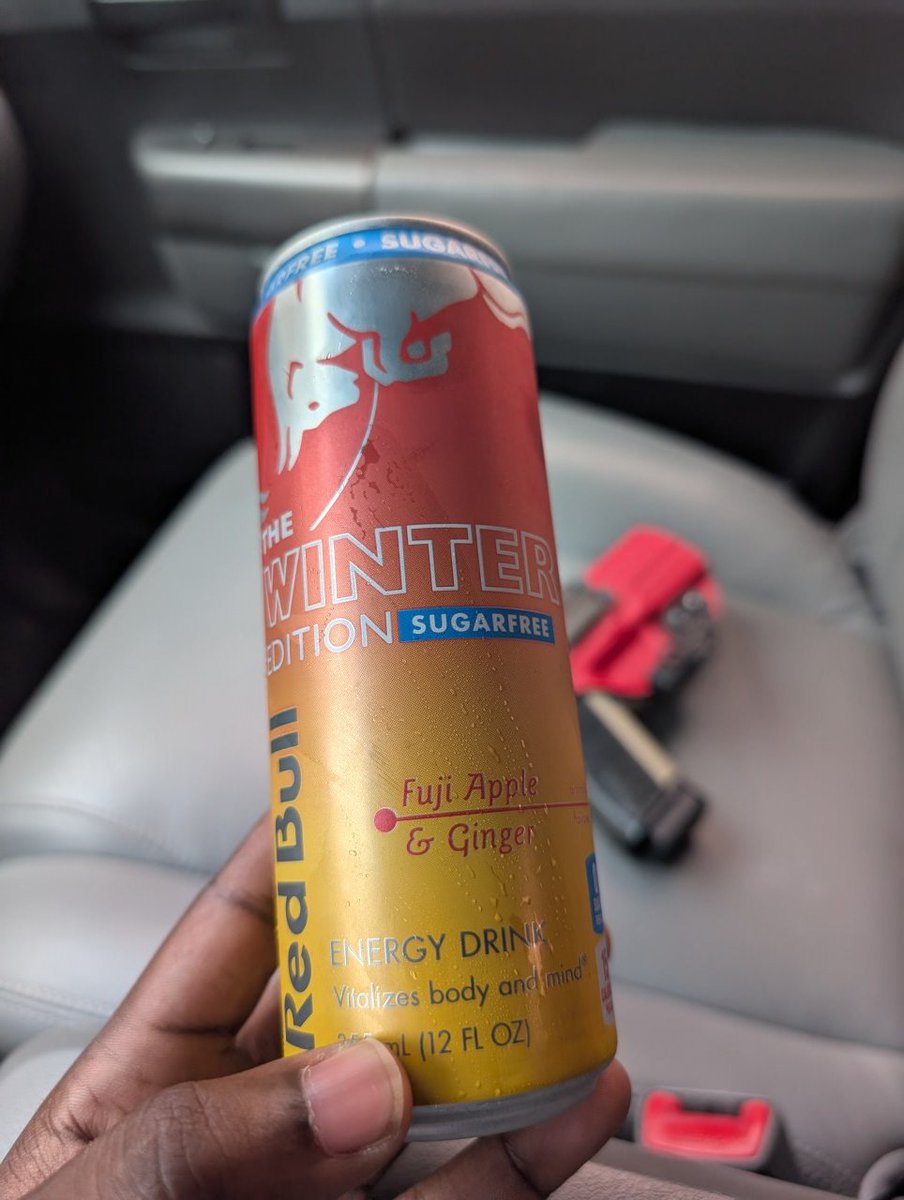 SUGARFREE
THE
WINTER
EDITION SUGARFREE
Red Bull
Fuji Apple
& Ginger
ENERGY DRINK
Vitalizes body and mind®
mL (12 FL OZ)